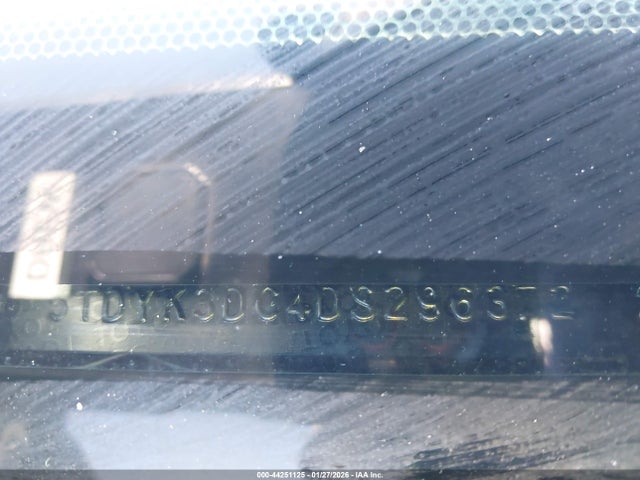 5TDYK3DC4DS296372
000-44251125 - 01/27/2026 - IAA Inc.